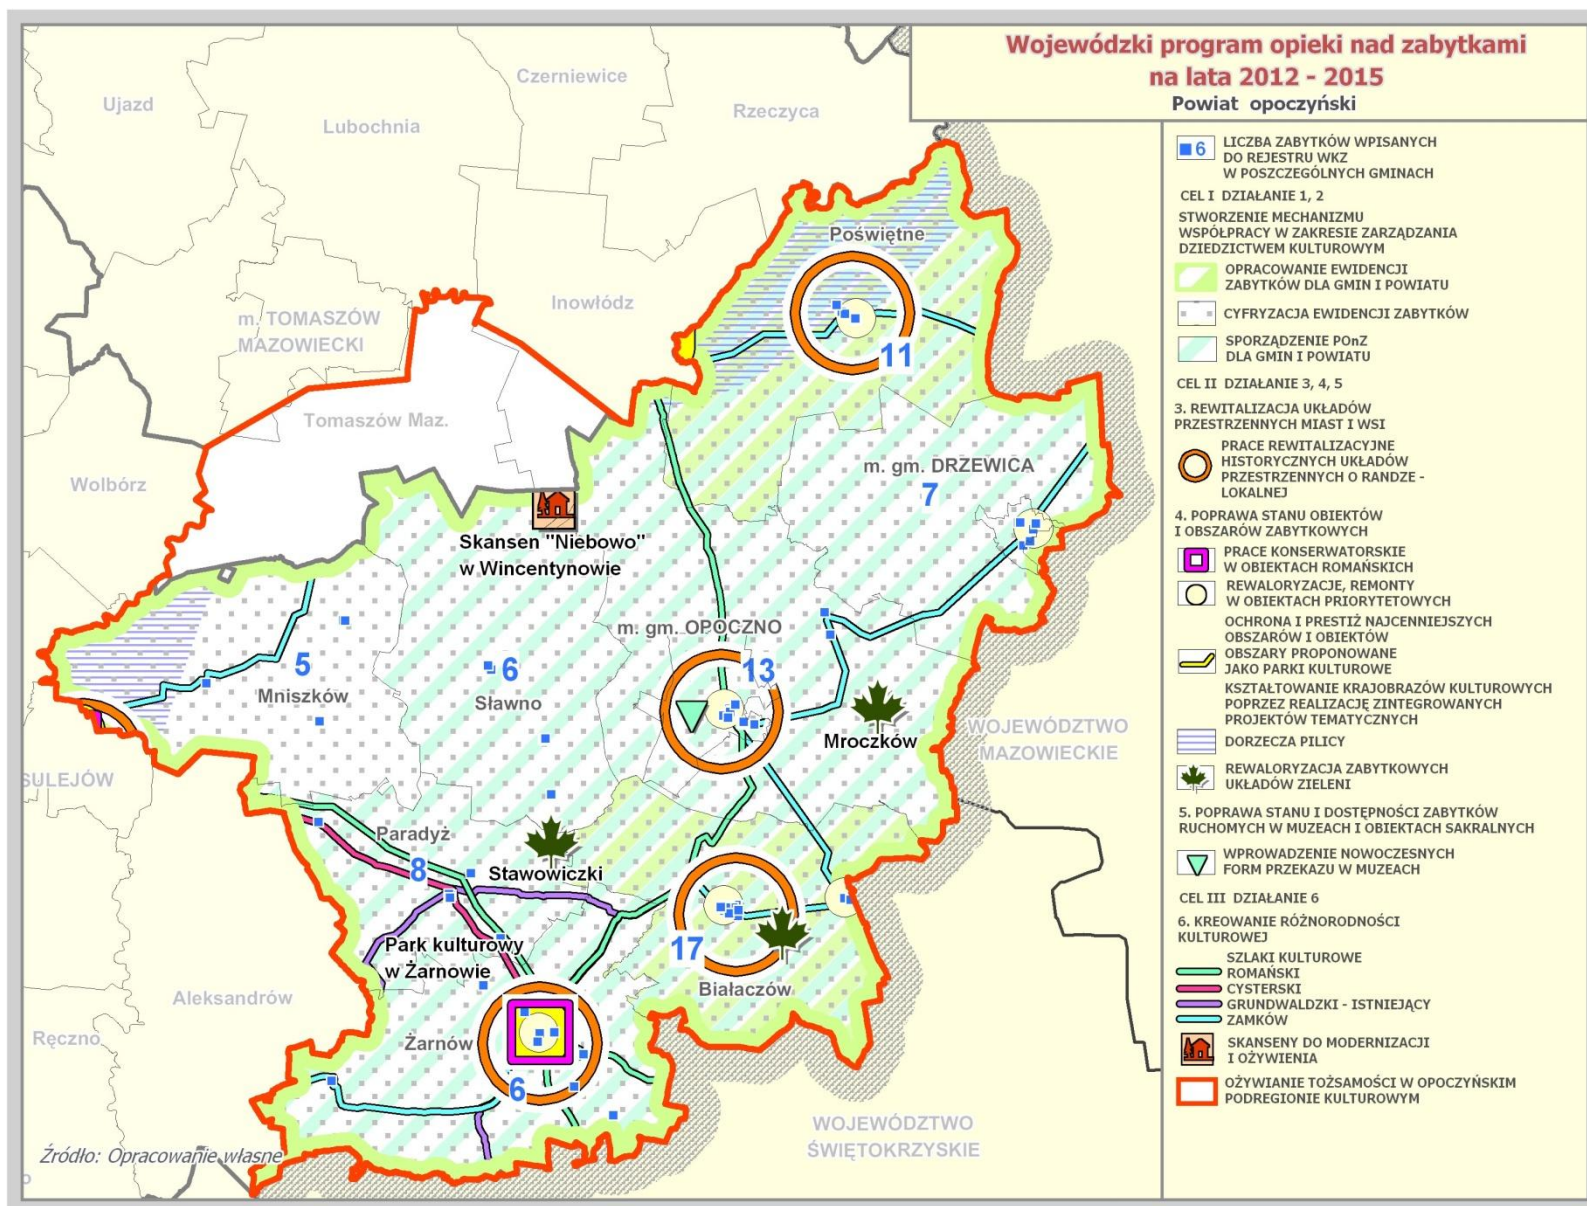 Wojewódzki program opieki nad zabytkami
na lata 2012 - 2015
Powiat opoczyński
Ujazd
Czerniewice
Lubochnia
Rzeczyca
m. TOMASZÓW
MAZOWIECKI
Inowłódz
Poświętne
11
Tomaszów Maz.
Wolbórz
m. gm. DRZEWICA
7
Skansen "Niebowo"
w Wincentynowie
m. gm. OPOCZNO
13
5
Mniszków
6
Sławno
Mroczków
WOJEWÓDZTWO
MAZOWIECKIE
SULEJÓW
Paradyż
8
Stawowiczki
Park kulturowy
w Żarnowie
17
Białaczów
Aleksandrów
Ręczno
Żarnów
6
WOJEWÓDZTWO
ŚWIĘTOKRZYSKIE
Źródło: Opracowanie własne
6 LICZBA ZABYTKÓW WPISANYCH
DO REJESTRU WKZ
W POSZCZEGÓLNYCH GMINACH
CEL I DZIAŁANIE 1, 2
STWORZENIE MECHANIZMU
WSPÓŁPRACY W ZAKRESIE ZARZĄDZANIA
DZIEDZICTWEM KULTUROWYM
OPRACOWANIE EWIDENCJI
ZABYTKÓW DLA GMIN I POWIATU
CYFRYZACJA EWIDENCJI ZABYTKÓW
SPORZĄDZENIE POnZ
DLA GMIN I POWIATU
CEL II DZIAŁANIE 3, 4, 5
3. REWITALIZACJA UKŁADÓW
PRZESTRZENNYCH MIAST I WSI
PRACE REWITALIZACYJNE
HISTORYCZNYCH UKŁADÓW
PRZESTRZENNYCH O RANDZE -
LOKALNEJ
4. POPRAWA STANU OBIEKTÓW
I OBSZARÓW ZABYTKOWYCH
PRACE KONSERWATORSKIE
W OBIEKTACH ROMAŃSKICH
REWALORYZACJE, REMONTY
W OBIEKTACH PRIORYTETOWYCH
OCHRONA I PRESTIŻ NAJCENNIEJSZYCH
OBSZARÓW I OBIEKTÓW
OBSZARY PROPONOWANE
JAKO PARKI KULTUROWE
KSZTAŁTOWANIE KRAJOBRAZÓW KULTUROWYCH
POPRZEZ REALIZACJĘ ZINTEGROWANYCH
PROJEKTÓW TEMATYCZNYCH
DORZECZA PILICY
REWALORYZACJA ZABYTKOWYCH
UKŁADÓW ZIELENI
5. POPRAWA STANU I DOSTĘPNOŚCI ZABYTKÓW
RUCHOMYCH W MUZEACH I OBIEKTACH SAKRALNYCH
WPROWADZENIE NOWOCZESNYCH
FORM PRZEKAZU W MUZEACH
CEL III DZIAŁANIE 6
6. KREOWANIE RÓŻNORODNOŚCI
KULTUROWEJ
SZLAKI KULTUROWE
ROMAŃSKI
CYSTERSKI
GRUNDWALDZKI - ISTNIEJĄCY
ZAMKÓW
SKANSENY DO MODERNIZACJI
I OŻYWIENIA
OŻYWIANIE TOŻSAMOŚCI W OPOCZYŃSKIM
PODREGIONIE KULTUROWYM